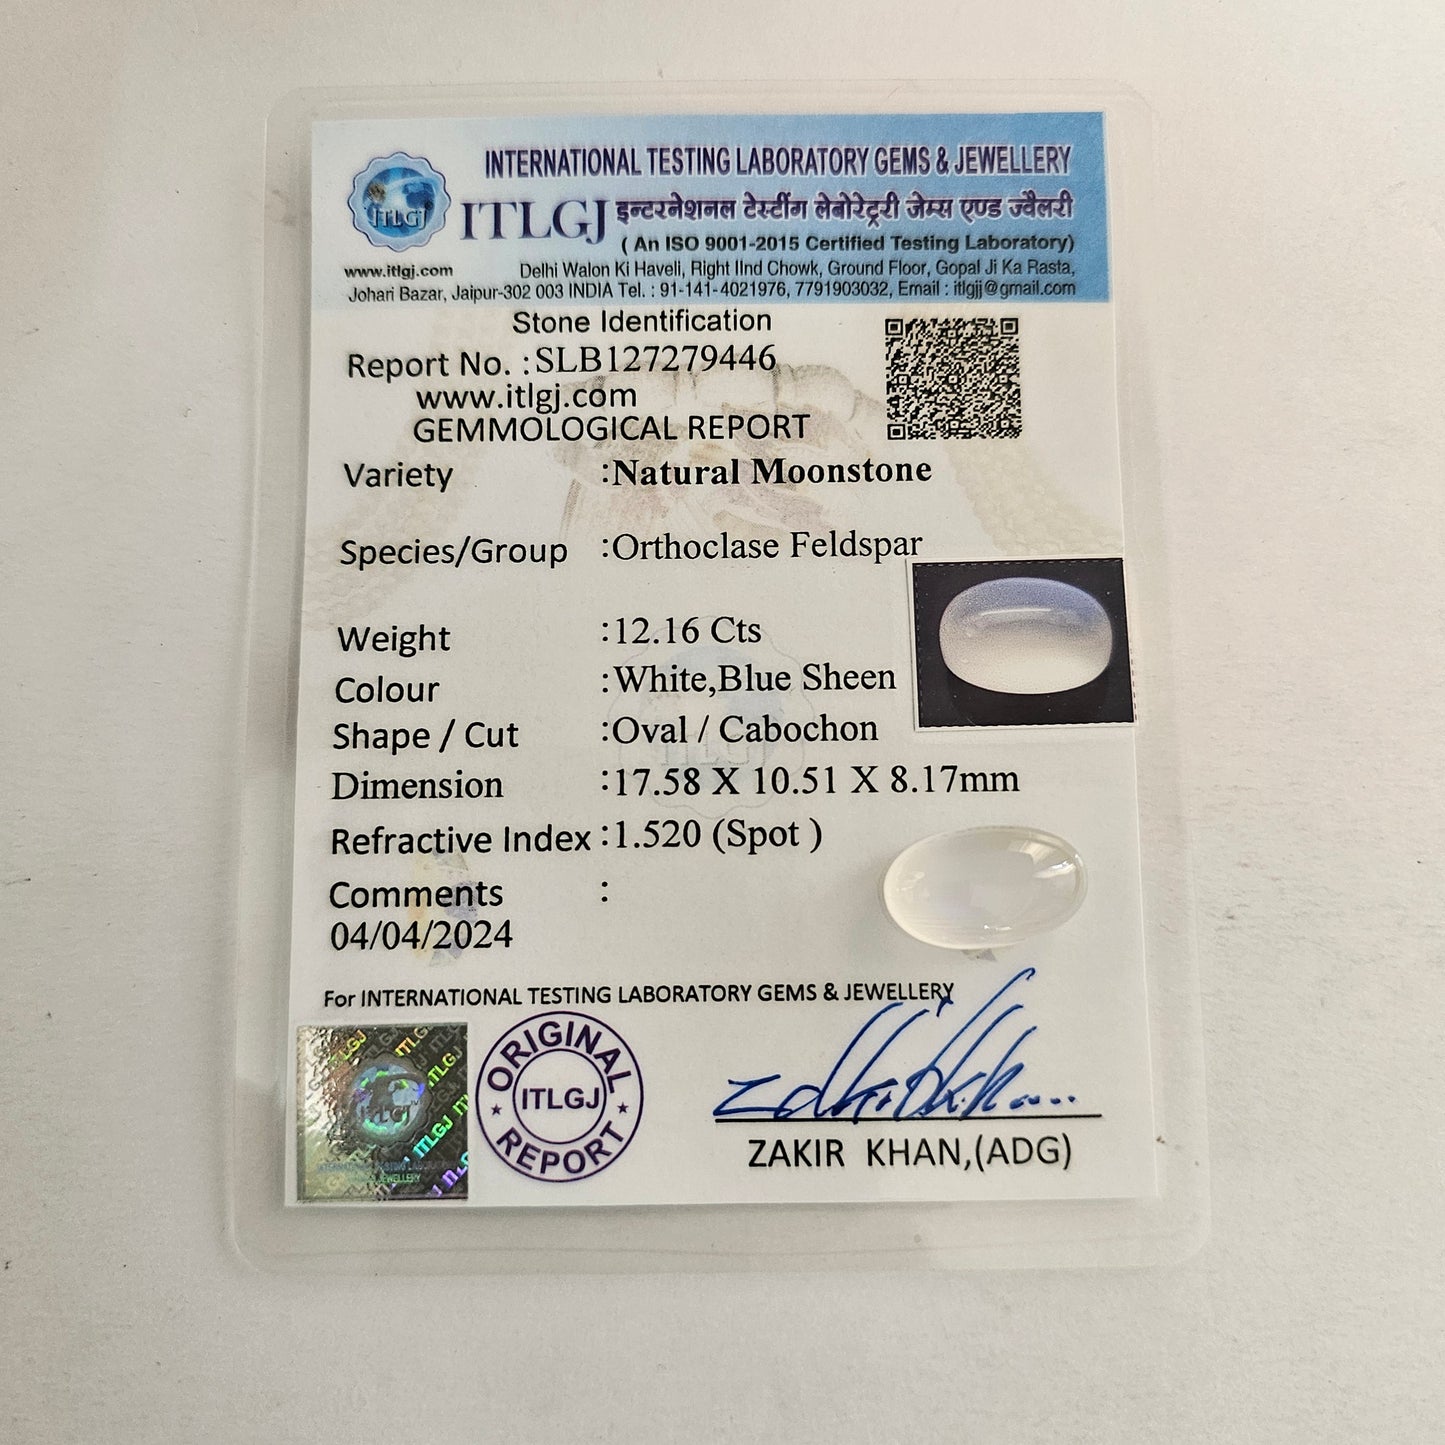 INTERNATIONAL TESTING LABORATORY GEMS & JEWELLERY
ITLGJ
ITLGJ इन्टरनेशनल टेस्टींग लेबोरेट्ररी जेम्स एण्ड ज्वैलरी
( An ISO 9001-2015 Certified Testing Laboratory)
www.itlgj.com Delhi Walon Ki Haveli, Right IInd Chowk, Ground Floor, Gopal Ji Ka Rasta,
Johari Bazar, Jaipur-302 003 INDIA Tel. : 91-141-4021976, 7791903032, Email : itlgjj@gmail.com
Stone Identification
Report No. :SLB127279446
www.itlgj.com
GEMMOLOGICAL REPORT
Variety :Natural Moonstone
Species/Group :Orthoclase Feldspar
Weight :12.16 Cts
Colour :White,Blue Sheen
Shape / Cut :Oval / Cabochon
Dimension :17.58 X 10.51 X 8.17mm
Refractive Index :1.520 (Spot )
Comments :
04/04/2024
For INTERNATIONAL TESTING LABORATORY GEMS & JEWELLERY
ORIGINAL
ITLGJ
REPORT
ITLGJ
ZAKIR KHAN,(ADG)